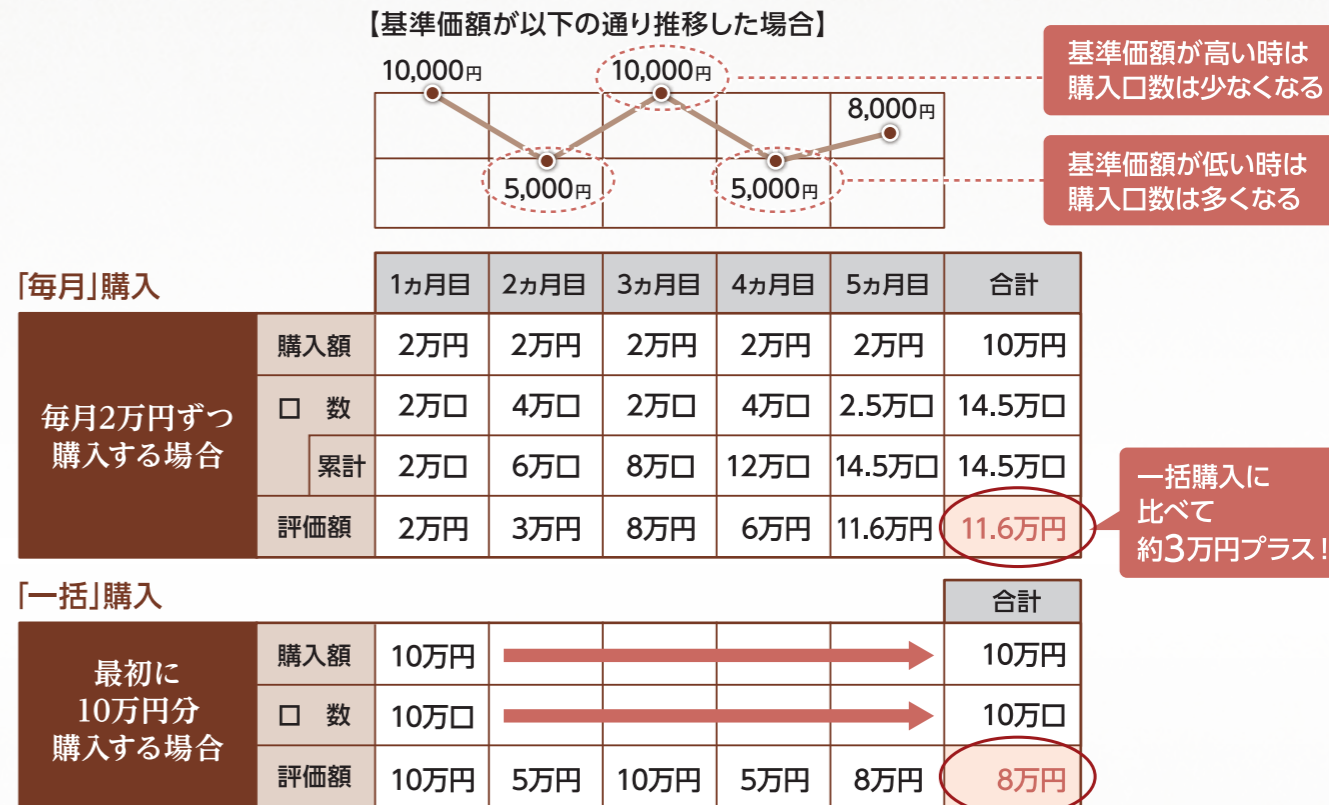 【基準価額が以下の通り推移した場合】
10,000円
5,000円
10,000円
5,000円
8,000円
基準価額が高い時は
購入口数は少なくなる
基準価額が低い時は
購入口数は多くなる
「毎月」購入
1ヵ月目 2ヵ月目 3ヵ月目 4ヵ月目 5ヵ月目 合計
毎月2万円ずつ
購入する場合
購入額 2万円 2万円 2万円 2万円 2万円 10万円
口 数 2万口 4万口 2万口 4万口 2.5万口 14.5万口
累計 2万口 6万口 8万口 12万口 14.5万口 14.5万口
評価額 2万円 3万円 8万円 6万円 11.6万円 11.6万円
一括購入に
比べて
約3万円プラス!
「一括」購入
合計
最初に
10万円分
購入する場合
購入額 10万円 10万円
口 数 10万口 10万口
評価額 10万円 5万円 10万円 5万円 8万円 8万円